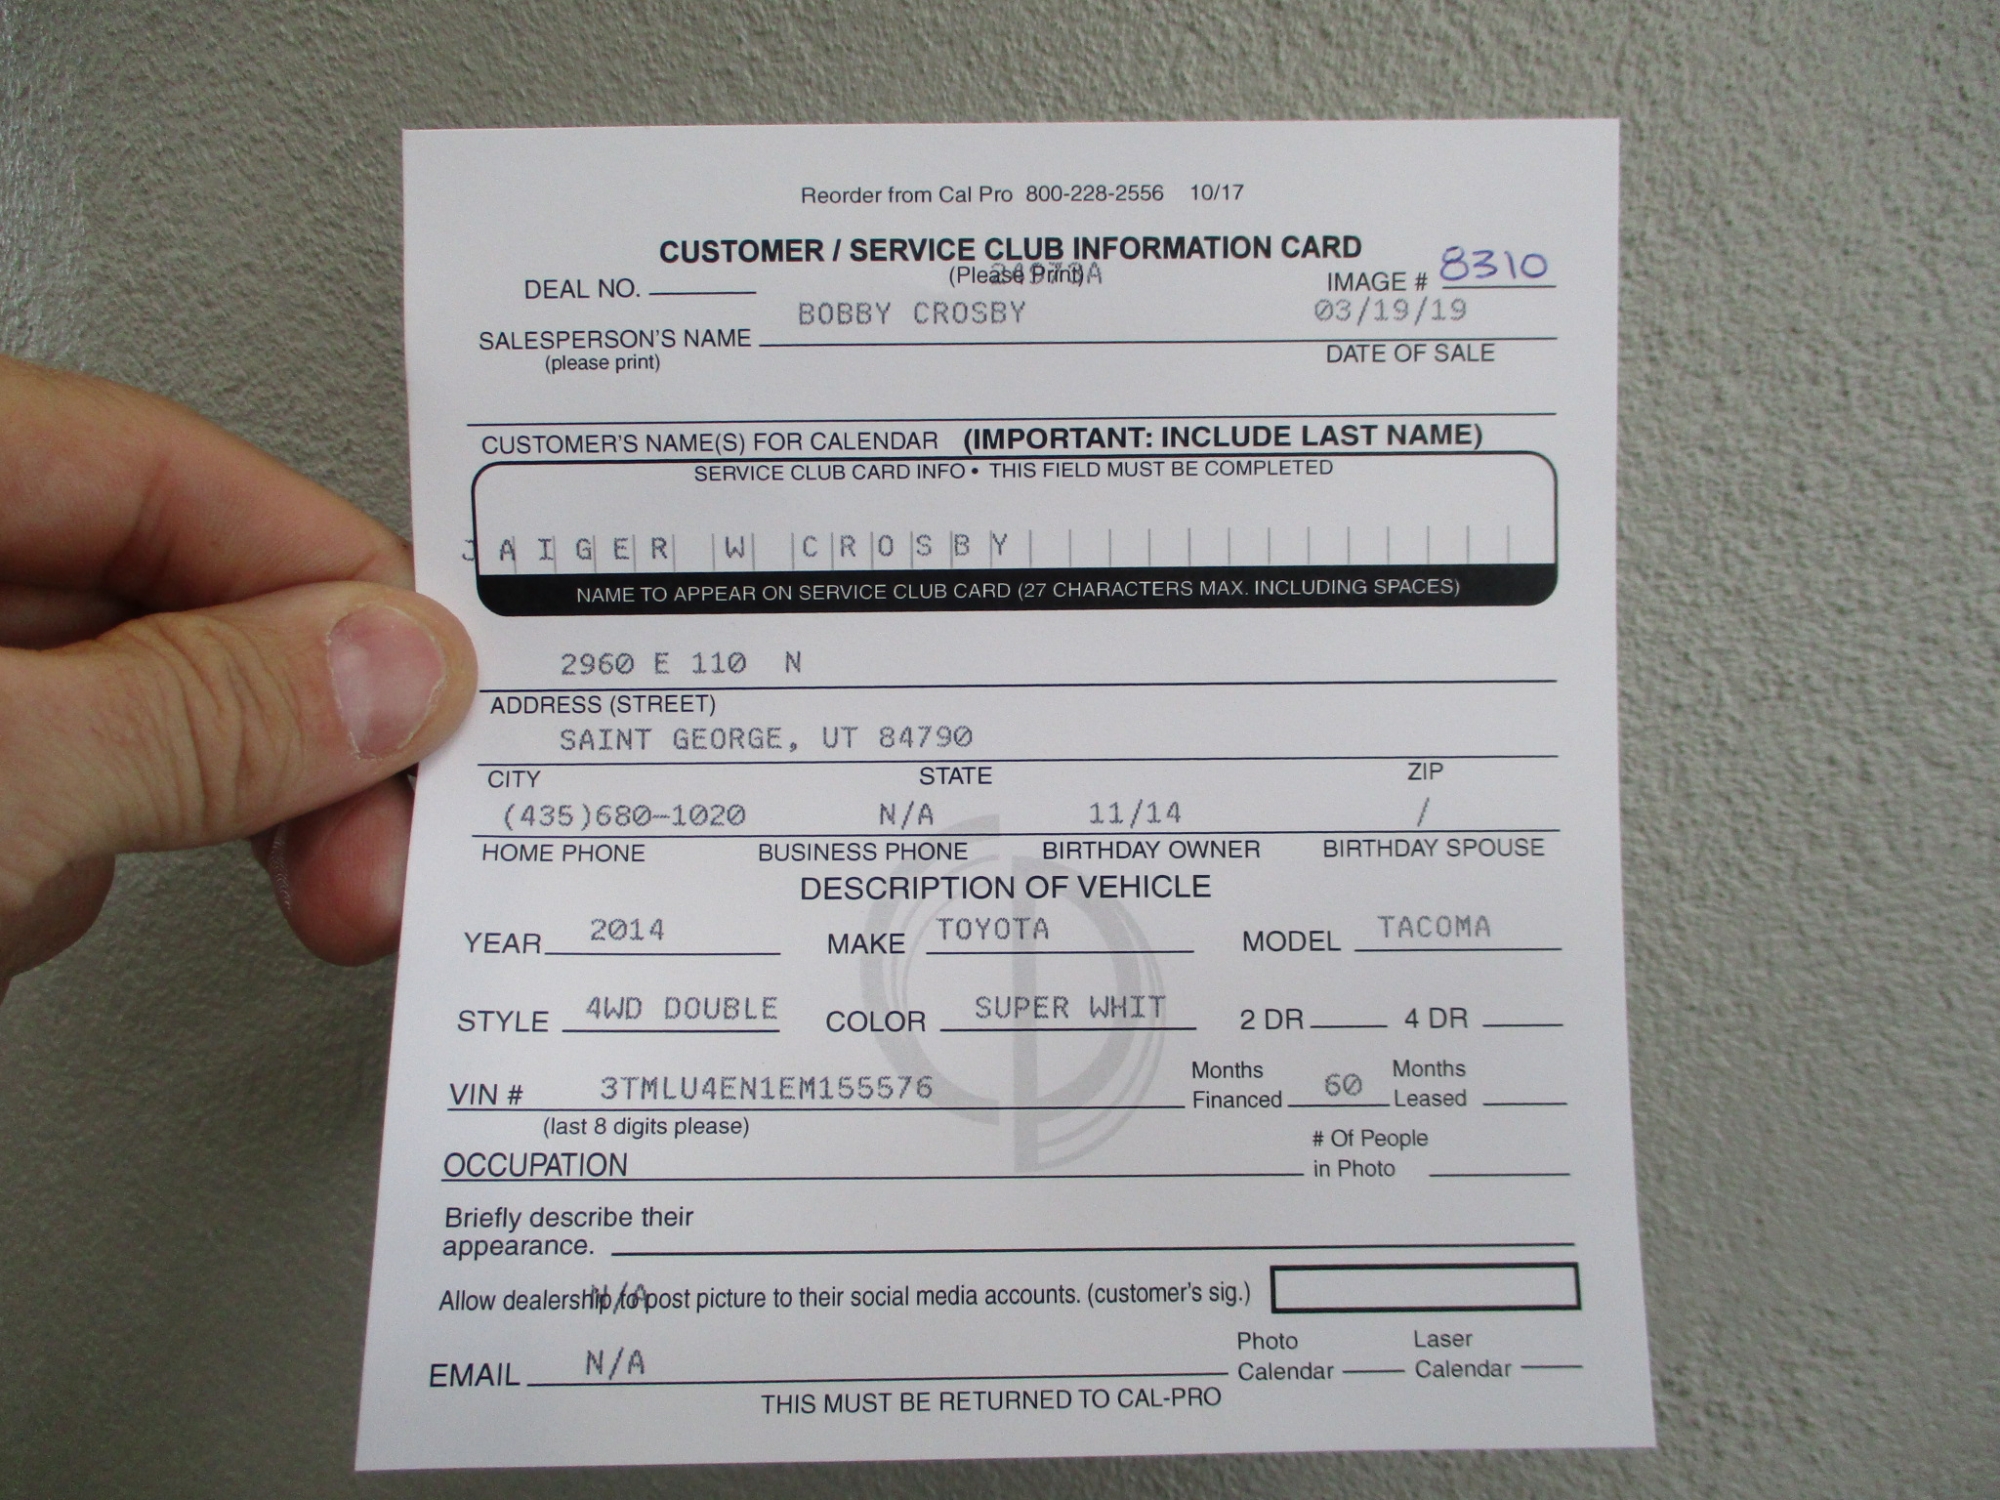 Reorder from Cal Pro 800-228-2556 10/17
CUSTOMER / SERVICE CLUB INFORMATION CARD
(Please Print)
DEAL NO. IMAGE # 8310
BOBBY CROSBY 03/19/19
SALESPERSON'S NAME
(please print) DATE OF SALE
CUSTOMER'S NAME(S) FOR CALENDAR (IMPORTANT: INCLUDE LAST NAME)
SERVICE CLUB CARD INFO • THIS FIELD MUST BE COMPLETED
JAIGER W CROSBY
NAME TO APPEAR ON SERVICE CLUB CARD (27 CHARACTERS MAX. INCLUDING SPACES)
2960 E 110 N
ADDRESS (STREET)
SAINT GEORGE, UT 84790
CITY STATE ZIP
(435)680-1020 N/A 11/14 /
HOME PHONE BUSINESS PHONE BIRTHDAY OWNER BIRTHDAY SPOUSE
DESCRIPTION OF VEHICLE
YEAR 2014 MAKE TOYOTA MODEL TACOMA
STYLE 4WD DOUBLE COLOR SUPER WHIT 2 DR 4 DR
VIN # 3TMLU4EN1EM155576 Months Financed 60 Months Leased
(last 8 digits please)
OCCUPATION # Of People in Photo
Briefly describe their
appearance.
N/A
Allow dealership to post picture to their social media accounts. (customer's sig.)
EMAIL N/A Photo Calendar Laser Calendar
THIS MUST BE RETURNED TO CAL-PRO